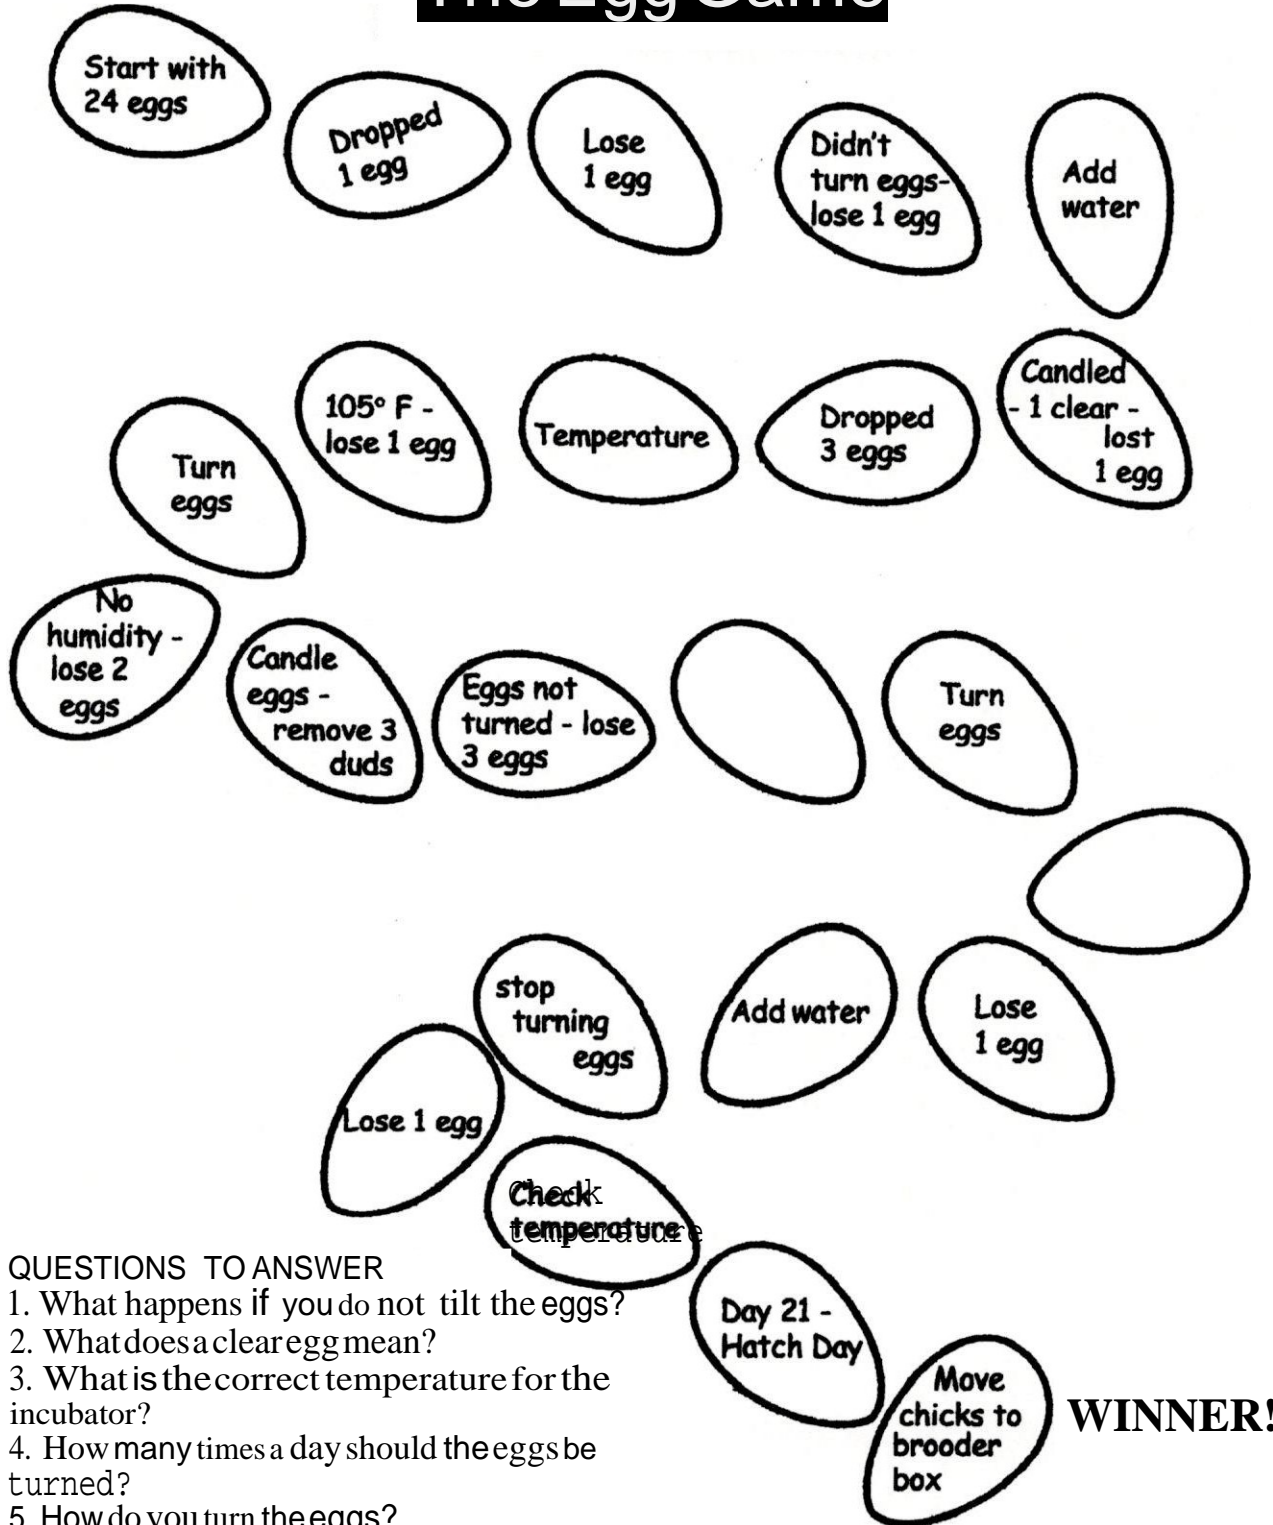 The Egg Game
Start with
24 eggs
Dropped
1 egg
Lose
1 egg
Didn't
turn eggs-
lose 1 egg
Add
water
Candled
- 1 clear -
lost
1 egg
Dropped
3 eggs
Temperature
105° F -
lose 1 egg
Turn
eggs
No
humidity -
lose 2
eggs
Candle
eggs -
remove 3
duds
Eggs not
turned - lose
3 eggs
Turn
eggs
Lose
1 egg
Add water
stop
turning
eggs
Lose 1 egg
Check
temperature
Day 21 -
Hatch Day
Move
chicks to
brooder
box
WINNER!
QUESTIONS TO ANSWER
1. What happens if you do not tilt the eggs?
2. What does a clear egg mean?
3. What is the correct temperature for the
incubator?
4. How many times a day should the eggs be
turned?
5. How do you turn the eggs?